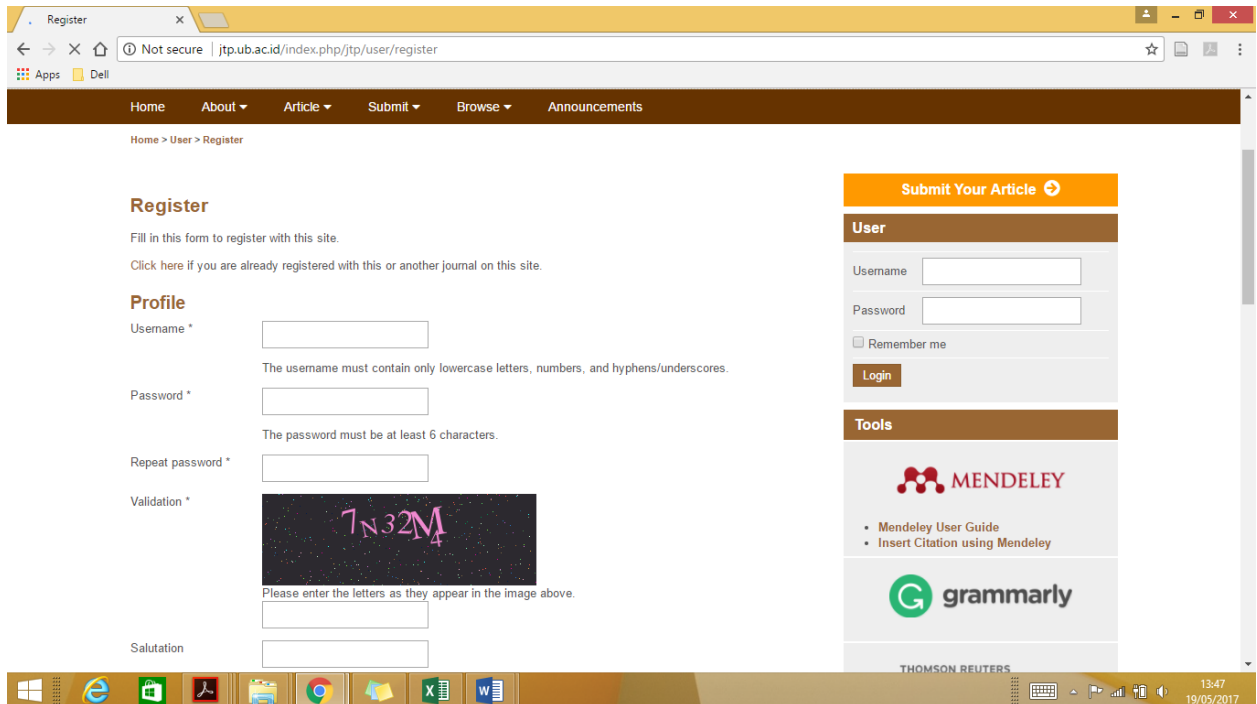 Register
Not secure | jtp.ub.ac.id/index.php/jtp/user/register
Apps Dell
Home About Article Submit Browse Announcements
Home > User > Register
Register
Fill in this form to register with this site.
Click here if you are already registered with this or another journal on this site.
Profile
Username *
The username must contain only lowercase letters, numbers, and hyphens/underscores.
Password *
The password must be at least 6 characters.
Repeat password *
Validation *
7N32M4
Please enter the letters as they appear in the image above.
Salutation
Submit Your Article
User
Username
Password
Remember me
Login
Tools
MENDELEY
Mendeley User Guide
Insert Citation using Mendeley
G grammarly
THOMSON REUTERS
13:47
19/05/2017